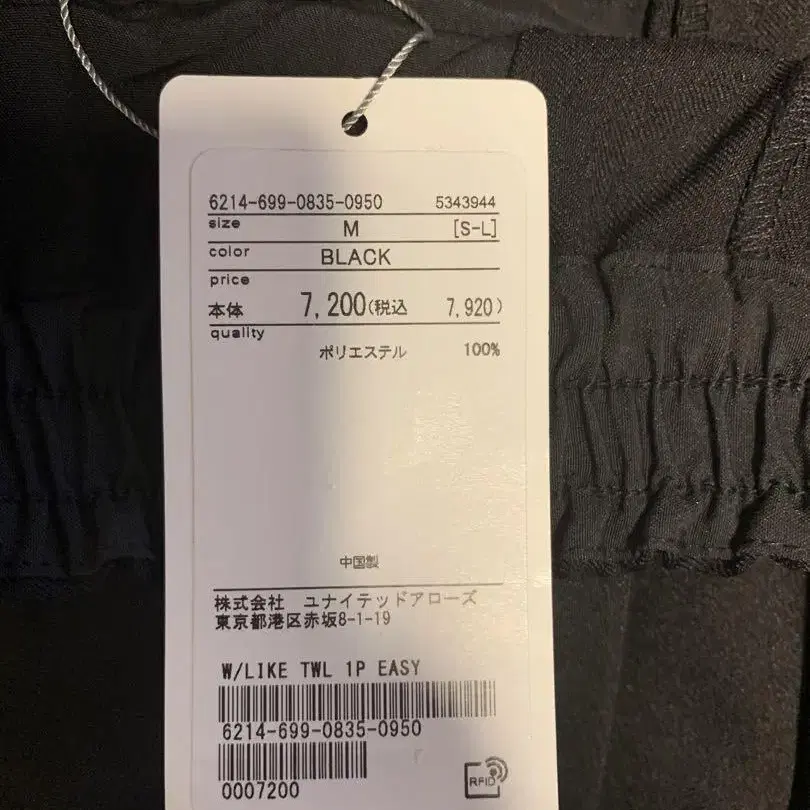 6214-699-0835-0950 5343944
size M [S-L]
color BLACK
price
本体 7,200(税込 7,920)
quality
ポリエステル 100%
中国製
株式会社 ユナイテッドアローズ
東京都港区赤坂8-1-19
W/LIKE TWL 1P EASY
6214-699-0835-0950
0007200
RFID